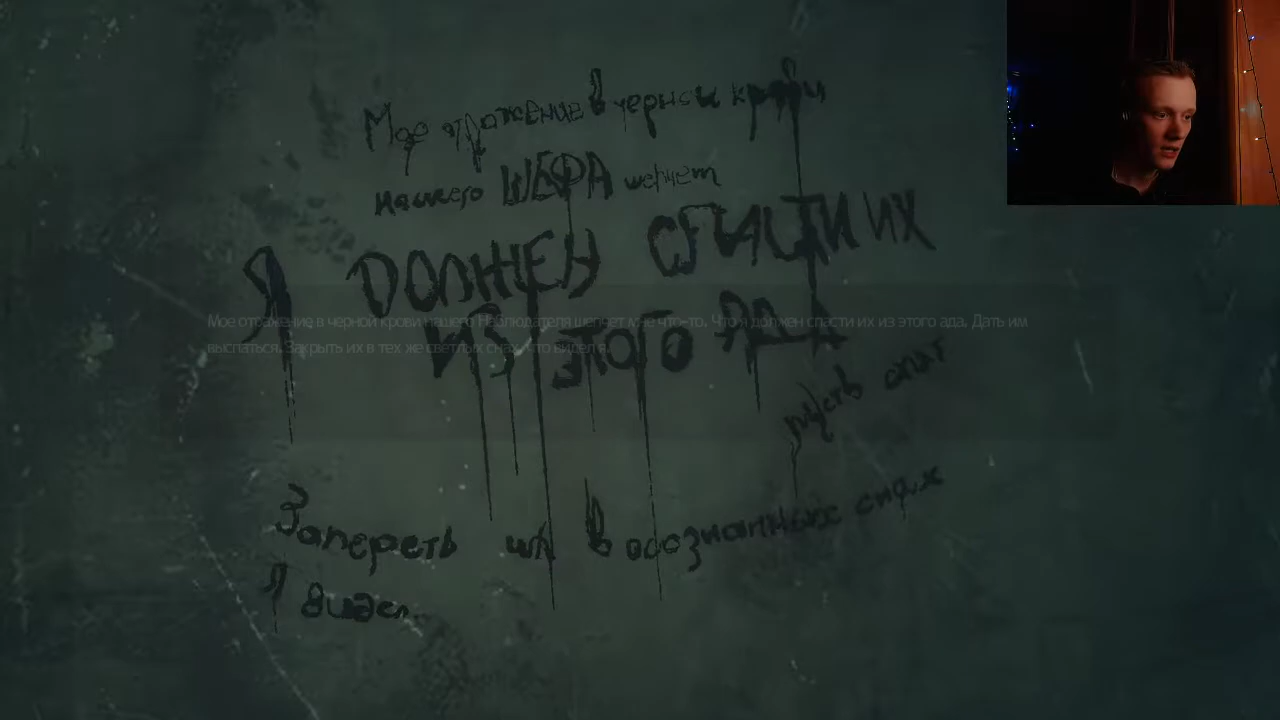 Мое отражение в черной крови
нашего ШЕФА шепчет
Я ДОЛЖЕН СПАСТИ ИХ
ИЗ ЭТОГО АДА
Мое отражение в черной крови нашего Наблюдателя шепчет мне что-то. Что я должен спасти их из этого ада. Дать им
выспаться. Закрыть их в тех же светлых снах, что видел я.
пусть спят
Запереть их в осознанных снах
Я видел